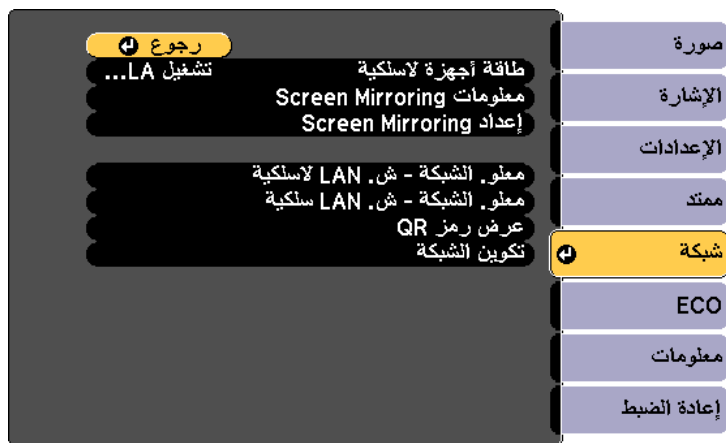 صورة
الإشارة
الإعدادات
ممتد
شبكة
ECO
معلومات
إعادة الضبط
رجوع
طاقة أجهزة لاسلكية تشغيل LA...
معلومات Screen Mirroring
إعداد Screen Mirroring
معلو. الشبكة - ش. LAN لاسلكية
معلو. الشبكة - ش. LAN سلكية
عرض رمز QR
تكوين الشبكة